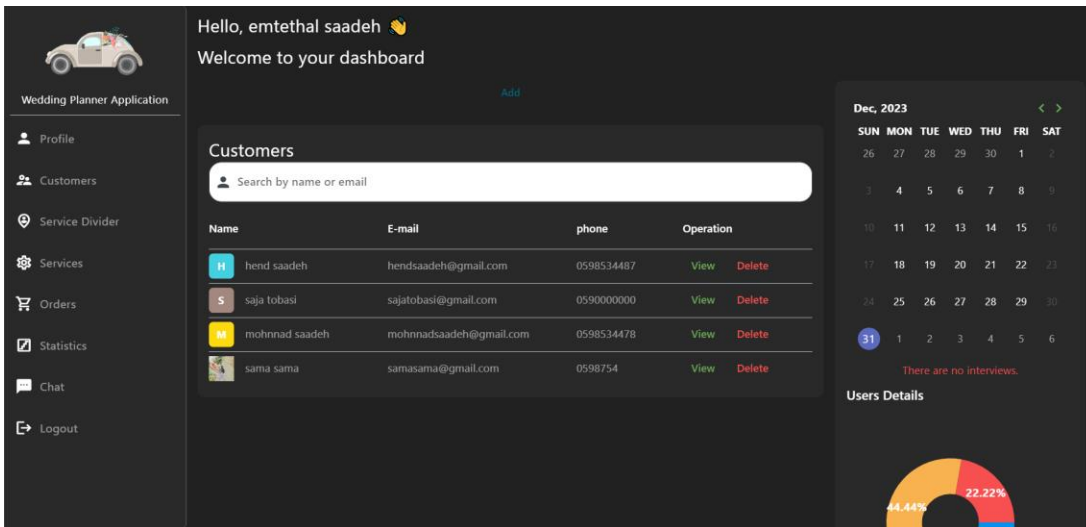 Hello, emtethal saadeh 👋
Welcome to your dashboard
Wedding Planner Application
Profile
Customers
Service Divider
Services
Orders
Statistics
Chat
Logout
Add
Customers
Search by name or email
Name E-mail phone Operation
H hend saadeh hendsaadeh@gmail.com 0598534487 View Delete
S saja tobasi sajatobasi@gmail.com 0590000000 View Delete
M mohnnad saadeh mohnnadsaadeh@gmail.com 0598534478 View Delete
sama sama samasama@gmail.com 0598754 View Delete
Dec, 2023 < >
SUN MON TUE WED THU FRI SAT
26 27 28 29 30 1 2
3 4 5 6 7 8 9
10 11 12 13 14 15 16
17 18 19 20 21 22 23
24 25 26 27 28 29 30
31 1 2 3 4 5 6
There are no interviews.
Users Details
44.44% 22.22%